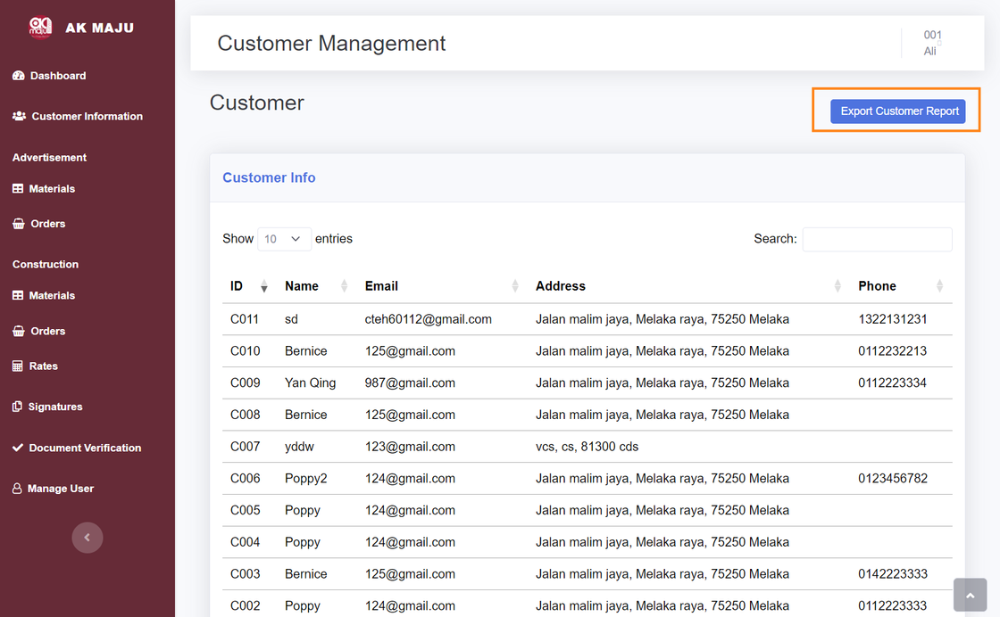 AK MAJU
Dashboard
Customer Information
Advertisement
Materials
Orders
Construction
Materials
Orders
Rates
Signatures
Document Verification
Manage User
Customer Management
001
Ali
Customer
Export Customer Report
Customer Info
Show 10 entries
Search:
ID Name Email Address Phone
C011 sd cteh60112@gmail.com Jalan malim jaya, Melaka raya, 75250 Melaka 1322131231
C010 Bernice 125@gmail.com Jalan malim jaya, Melaka raya, 75250 Melaka 0112232213
C009 Yan Qing 987@gmail.com Jalan malim jaya, Melaka raya, 75250 Melaka 0112223334
C008 Bernice 125@gmail.com Jalan malim jaya, Melaka raya, 75250 Melaka
C007 yddw 123@gmail.com vcs, cs, 81300 cds
C006 Poppy2 124@gmail.com Jalan malim jaya, Melaka raya, 75250 Melaka 0123456782
C005 Poppy 124@gmail.com Jalan malim jaya, Melaka raya, 75250 Melaka
C004 Poppy 124@gmail.com Jalan malim jaya, Melaka raya, 75250 Melaka
C003 Bernice 125@gmail.com Jalan malim jaya, Melaka raya, 75250 Melaka 0142223333
C002 Poppy 124@gmail.com Jalan malim jaya, Melaka raya, 75250 Melaka 0112223333